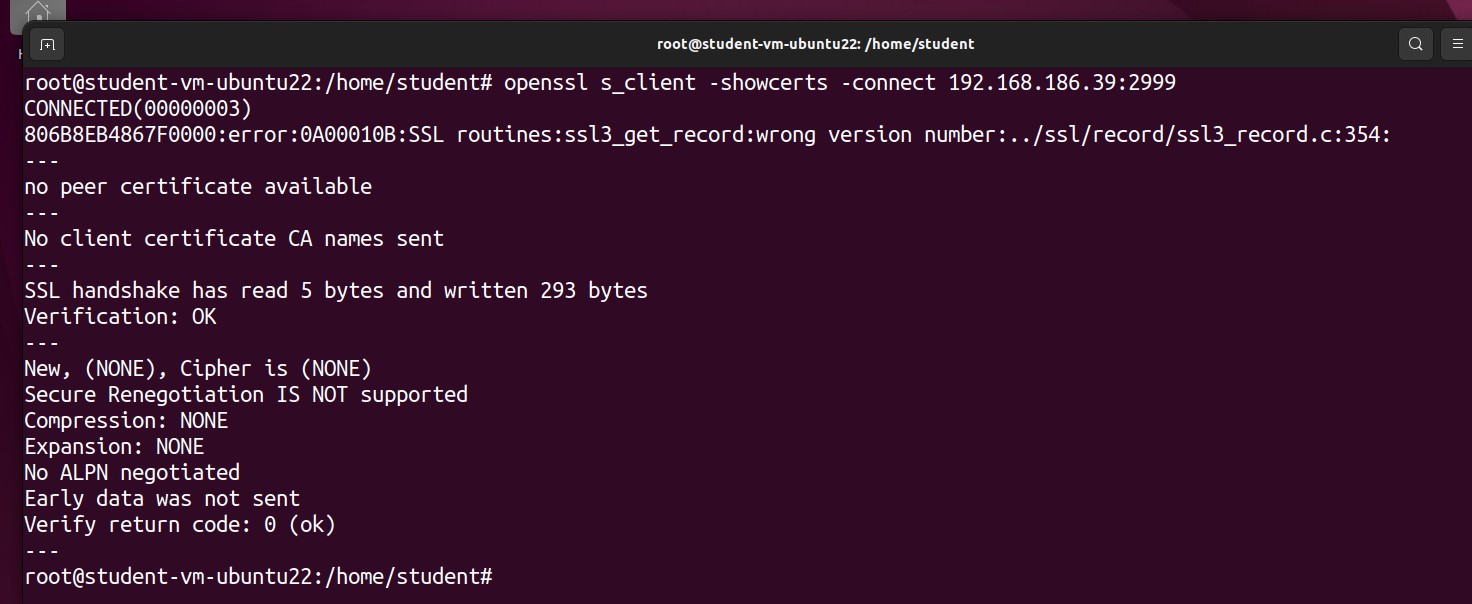 root@student-vm-ubuntu22: /home/student
root@student-vm-ubuntu22:/home/student# openssl s_client -showcerts -connect 192.168.186.39:2999
CONNECTED(00000003)
806B8EB4867F0000:error:0A00010B:SSL routines:ssl3_get_record:wrong version number:../ssl/record/ssl3_record.c:354:
---
no peer certificate available
---
No client certificate CA names sent
---
SSL handshake has read 5 bytes and written 293 bytes
Verification: OK
---
New, (NONE), Cipher is (NONE)
Secure Renegotiation IS NOT supported
Compression: NONE
Expansion: NONE
No ALPN negotiated
Early data was not sent
Verify return code: 0 (ok)
---
root@student-vm-ubuntu22:/home/student#